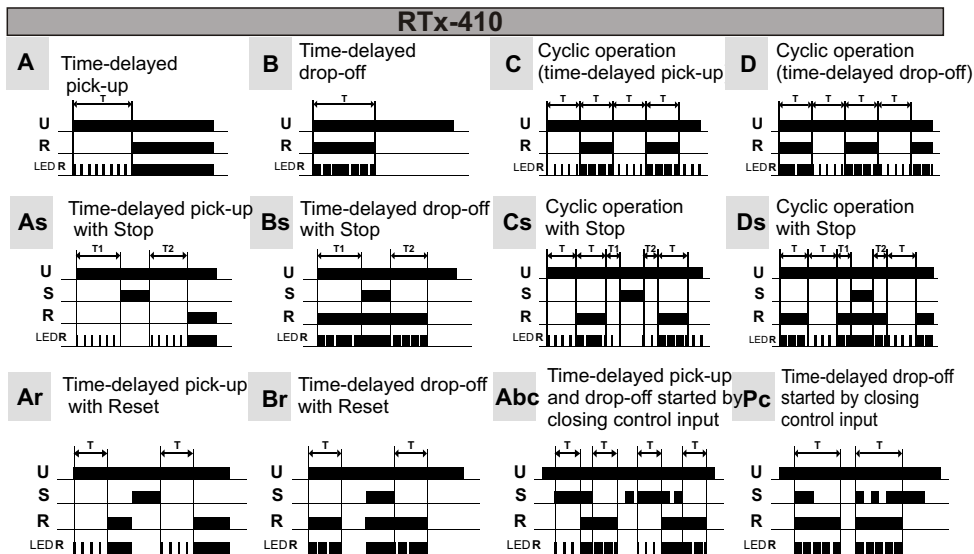 RTx-410
A
Time-delayed
pick-up
T
U
R
LED R
B
Time-delayed
drop-off
T
U
R
LED R
C
Cyclic operation
(time-delayed pick-up
T T T T
U
R
LED R
D
Cyclic operation
(time-delayed drop-off)
T T T T
U
R
LED R
As
Time-delayed pick-up
with Stop
T1 T2
U
S
R
LED R
Bs
Time-delayed drop-off
with Stop
T1 T2
U
S
R
LED R
Cs
Cyclic operation
with Stop
T T T1 T2 T
U
S
R
LED R
Ds
Cyclic operation
with Stop
T T T1 T2 T
U
S
R
LED R
Ar
Time-delayed pick-up
with Reset
T T
U
S
R
LED R
Br
Time-delayed drop-off
with Reset
T T
U
S
R
LED R
Abc
Time-delayed pick-up
and drop-off started by
closing control input
T T T T
U
S
R
LED R
Pc
Time-delayed drop-off
started by closing
control input
T T
U
S
R
LED R